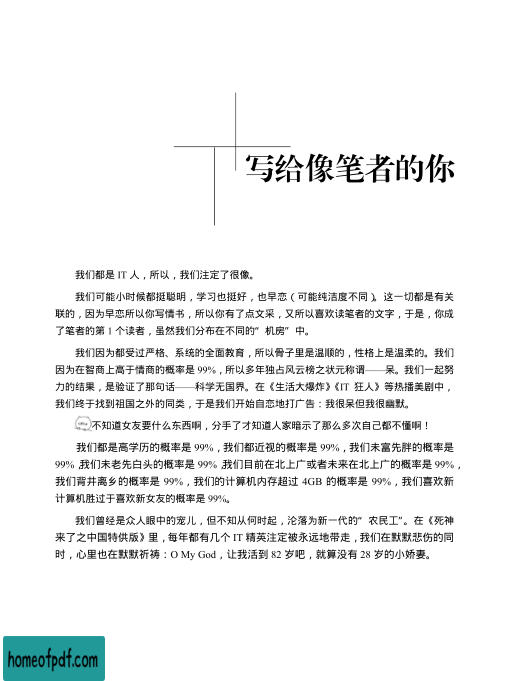 写给像笔者的你
我们都是 IT 人，所以，我们注定了很像。
我们可能小时候都挺聪明，学习也挺好，也早恋（可能纯洁度不同）。这一切都是有关
联的，因为早恋所以你写情书，所以你有了点文采，又所以喜欢读笔者的文字，于是，你成
了笔者的第 1 个读者，虽然我们分布在不同的“机房”中。
我们因为都受过严格、系统的全面教育，所以骨子里是温顺的，性格上是温柔的。我们
因为在智商上高于情商的概率是 99%，所以多年独占风云榜之状元称谓——呆。我们一起努
力的结果，是验证了那句话——科学无国界。在《生活大爆炸》《IT 狂人》等热播美剧中，
我们终于找到祖国之外的同类，于是我们开始自恋地打广告：我很呆但我很幽默。
不知道女友要什么东西啊，分手了才知道人家暗示了那么多次自己都不懂啊！
我们都是高学历的概率是 99%，我们都近视的概率是 99%，我们未富先胖的概率是
99%，我们未老先白头的概率是 99%，我们目前在北上广或者未来在北上广的概率是 99%，
我们背井离乡的概率是 99%，我们的计算机内存超过 4GB 的概率是 99%，我们喜欢新
计算机胜过于喜欢新女友的概率是 99%。
我们曾经是众人眼中的宠儿，但不知从何时起，沦落为新一代的“农民工”。在《死神
来了之中国特供版》里，每年都有几个 IT 精英注定被永远地带走，我们在默默悲伤的同
时，心里也在默默祈祷：O My God，让我活到 82 岁吧，就算没有 28 岁的小娇妻。
homeofpdf.com